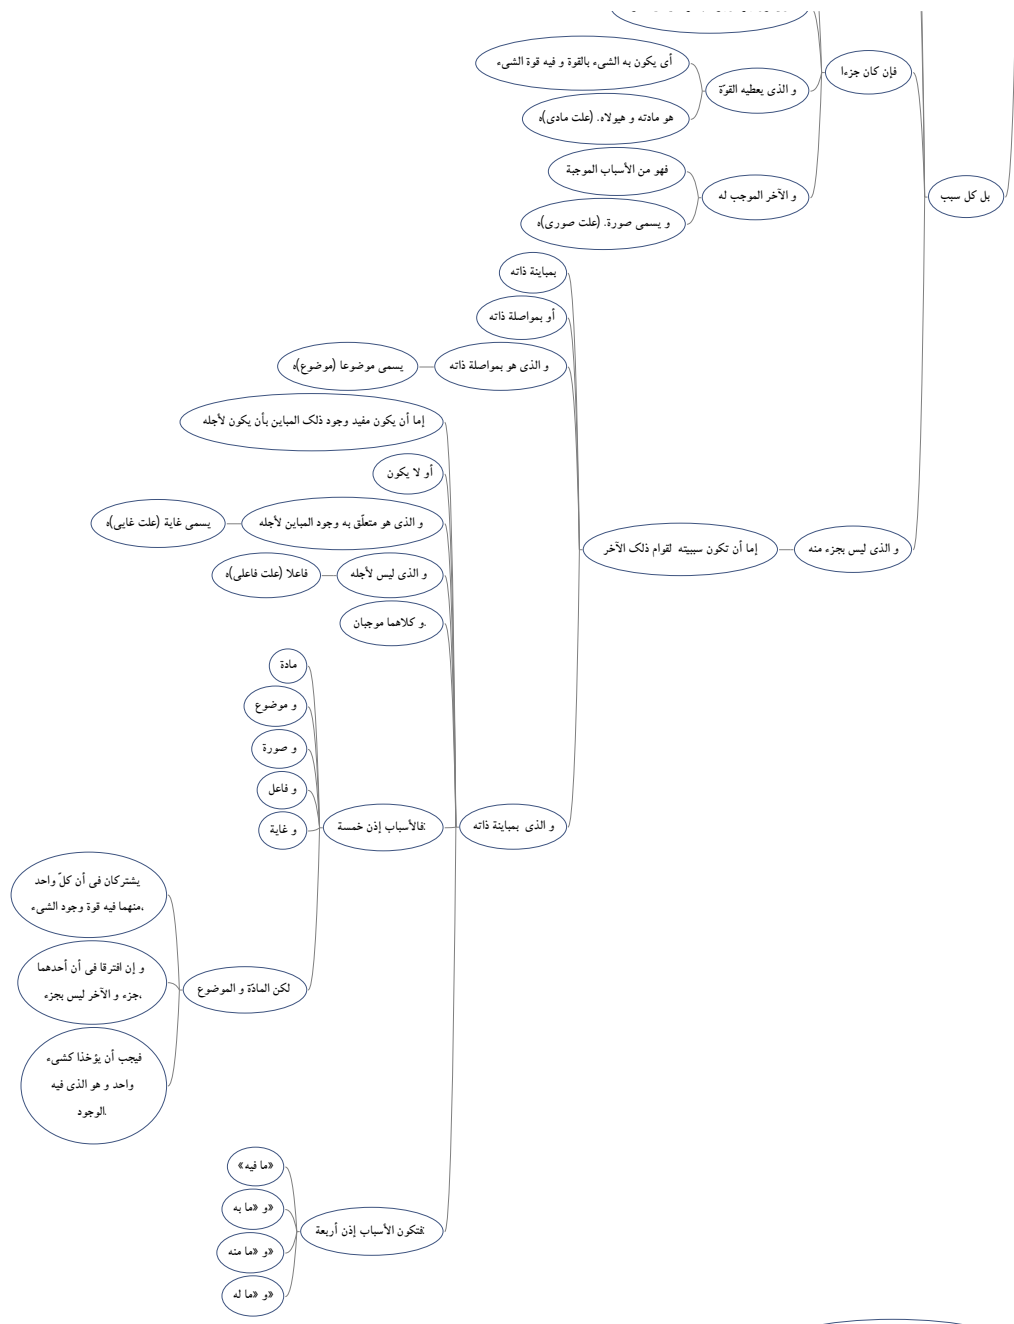 بل كل سبب
فإن كان جزءا
و الذى يعطيه القوّة
أى يكون به الشىء بالقوة و فيه قوة الشىء
هو مادته و هيولاه. (علت مادى)ه
و الآخر الموجب له
فهو من الأسباب الموجبة
و يسمى صورة. (علت صورى)ه
و الذى ليس بجزء منه
إما أن تكون سببيته لقوام ذلک الآخر
بمباينة ذاته
أو بمواصلة ذاته
و الذى هو بمواصلة ذاته
يسمى موضوعا (موضوع)ه
و الذى بمباينة ذاته
إما أن يكون مفيد وجود ذلک المباين بأن يكون لأجله
أو لا يكون
و الذى هو متعلّق به وجود المباين لأجله
يسمى غاية (علت غايى)ه
و الذى ليس لأجله
فاعلا (علت فاعلى)ه
و كلاهما موجبان.
فالأسباب إذن خمسة:
مادة
و موضوع
و صورة
و فاعل
و غاية
لكن المادّة و الموضوع
يشتركان فى أن كلّ واحد
منهما فيه قوة وجود الشىء،
و إن افترقا فى أن أحدهما
جزء و الآخر ليس بجزء،
فيجب أن يؤخذا كشىء
واحد و هو الذى فيه
الوجود.
فتكون الأسباب إذن أربعة:
«ما فيه»
و «ما به»
و «ما منه»
و «ما له»